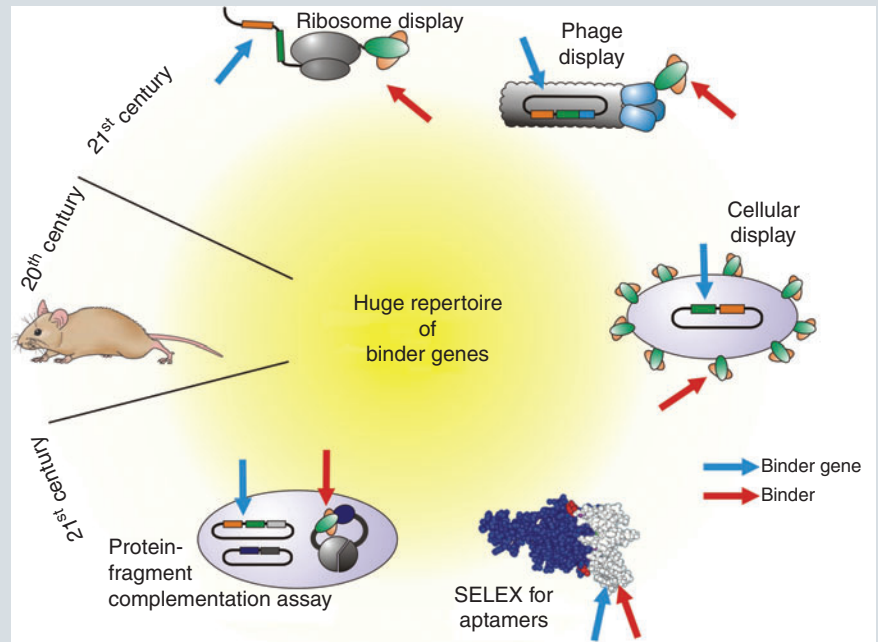 Ribosome display
Phage
display
21st century
20th century
Cellular
display
Huge repertoire
of
binder genes
21st century
Binder gene
Binder
Protein-
fragment
complementation assay
SELEX for
aptamers